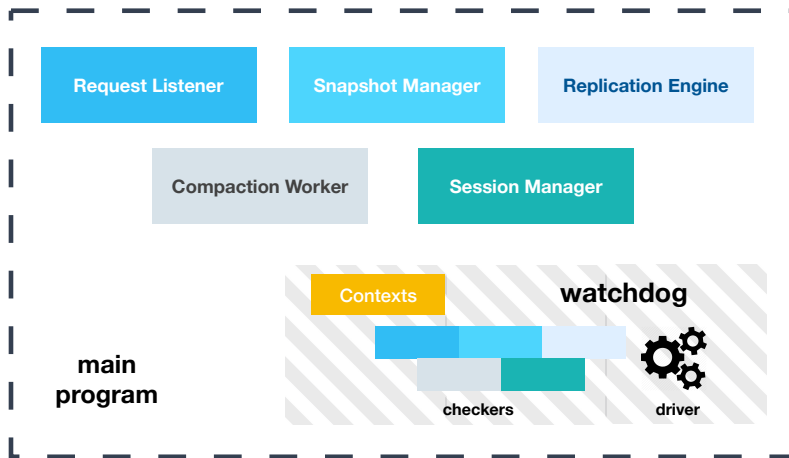 Request Listener
Snapshot Manager
Replication Engine
Compaction Worker
Session Manager
Contexts
watchdog
main
program
checkers
driver